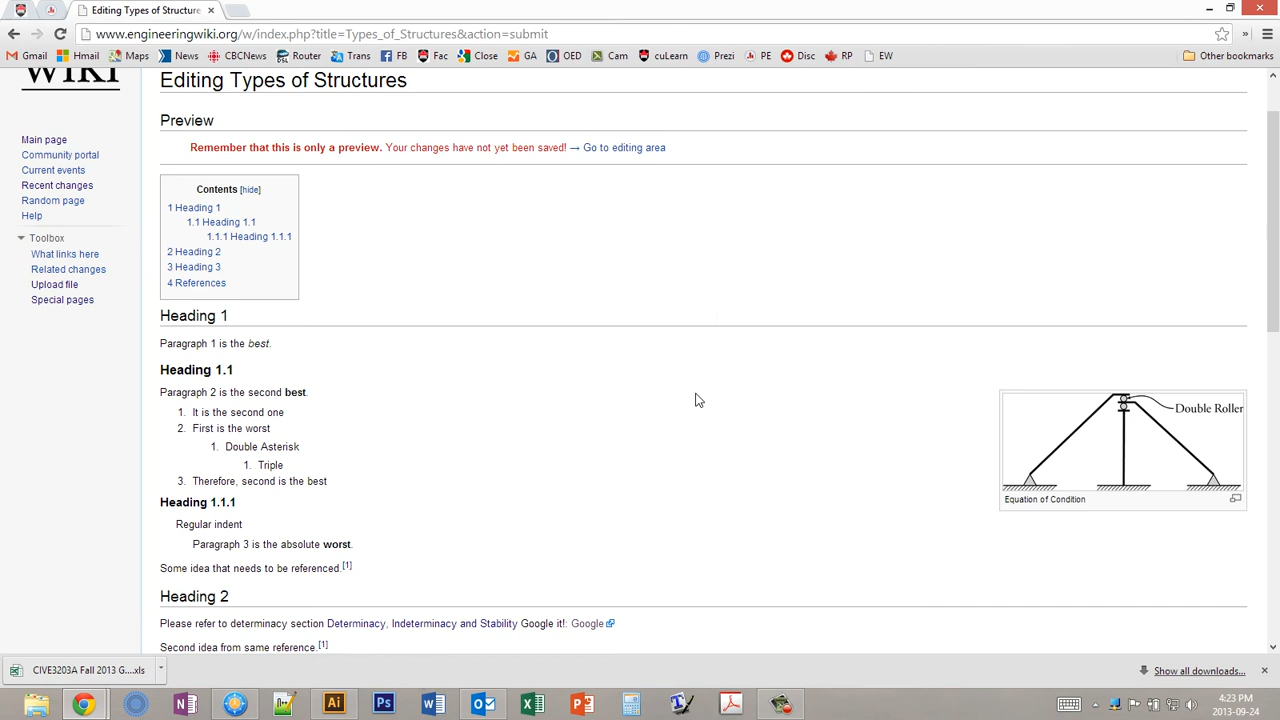 Editing Types of Structure
www.engineeringwiki.org/w/index.php?title=Types_of_Structures&action=submit
Gmail Hmail Maps News CBCNews Router Trans FB Fac Close GA OED Cam cuLearn Prezi PE Disc RP EW Other bookmarks
WIKI
Editing Types of Structures
Preview
Remember that this is only a preview. Your changes have not yet been saved! → Go to editing area
Main page
Community portal
Current events
Recent changes
Random page
Help
Toolbox
What links here
Related changes
Upload file
Special pages
Contents [hide]
1 Heading 1
1.1 Heading 1.1
1.1.1 Heading 1.1.1
2 Heading 2
3 Heading 3
4 References
Heading 1
Paragraph 1 is the best.
Heading 1.1
Paragraph 2 is the second best.
1. It is the second one
2. First is the worst
1. Double Asterisk
1. Triple
3. Therefore, second is the best
Double Roller
Equation of Condition
Heading 1.1.1
Regular indent
Paragraph 3 is the absolute worst.
Some idea that needs to be referenced.[1]
Heading 2
Please refer to determinacy section Determinacy, Indeterminacy and Stability Google it!: Google
Second idea from same reference.[1]
CIVE3203A Fall 2013 G....xls
Show all downloads...
4:23 PM
2013-09-24